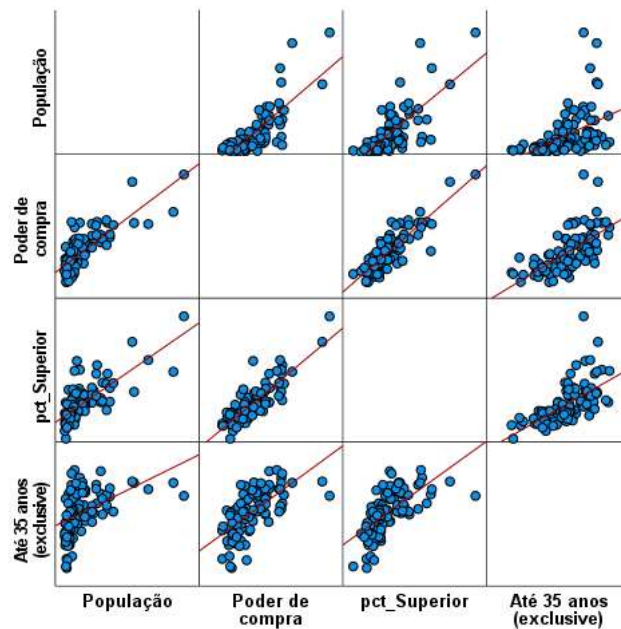 População
Poder de
compra
pct_Superior
Até 35 anos
(exclusive)
População
Poder de
compra
pct_Superior
Até 35 anos
(exclusive)